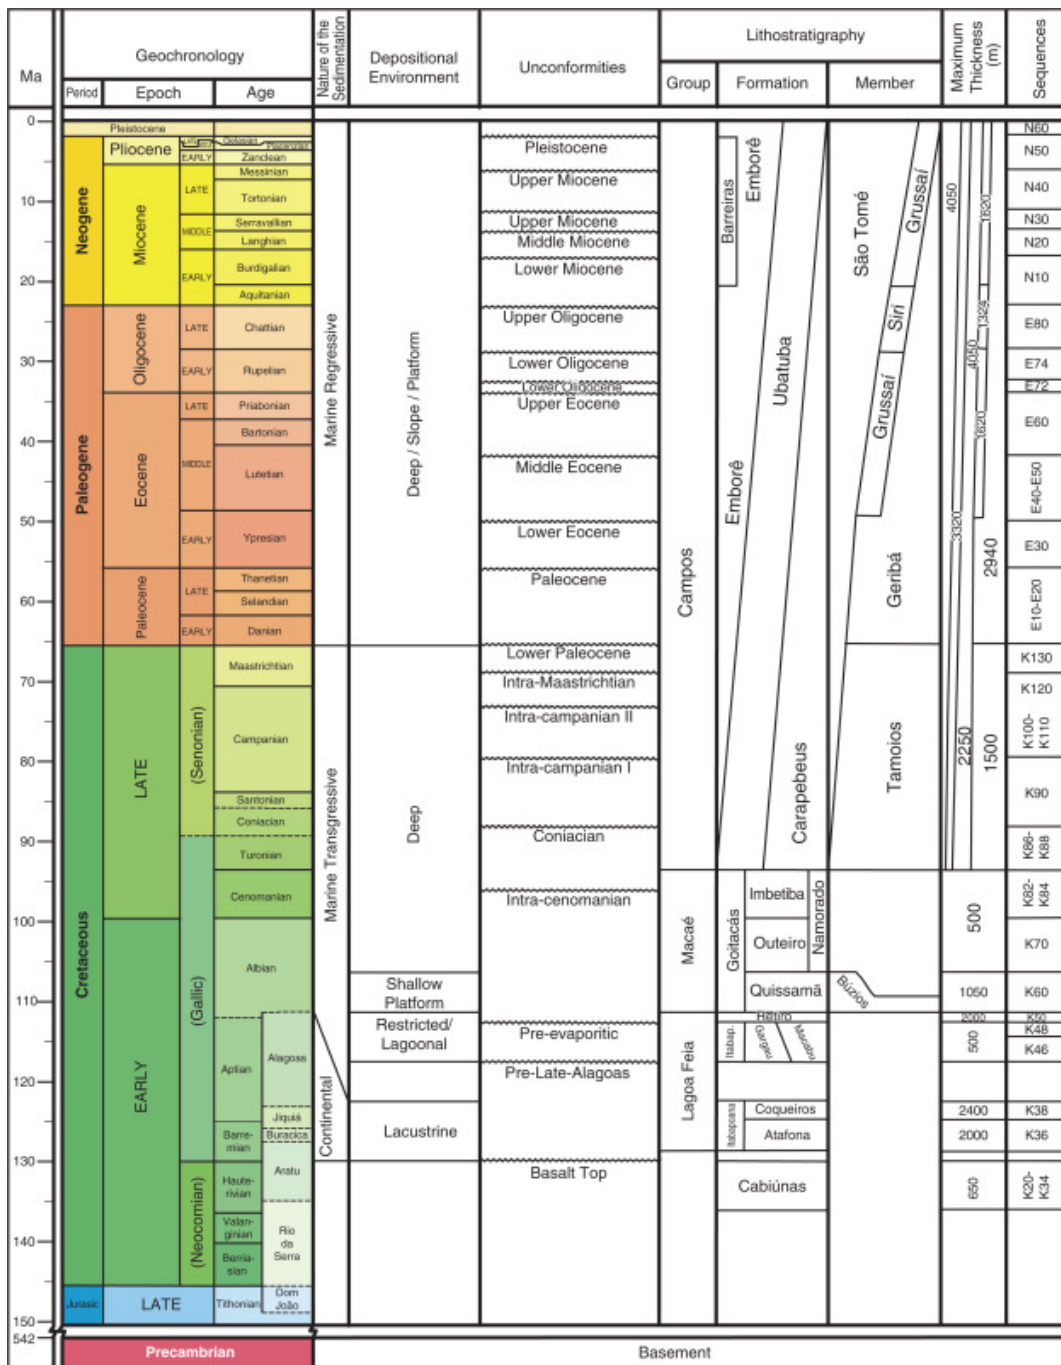 Ma
Geochronology
Period
Epoch
Age
Nature of the
Sedimentation
Depositional
Environment
Unconformities
Lithostratigraphy
Group
Formation
Member
Maximum
Thickness
(m)
Sequences
0
10
20
30
40
50
60
70
80
90
100
110
120
130
140
150
542
Neogene
Paleogene
Cretaceous
Jurasic
Precambrian
Pleistocene
Pliocene
Miocene
Oligocene
Eocene
Paleocene
LATE
EARLY
LATE
EARLY
LATE
MIDDLE
EARLY
LATE
EARLY
LATE
MIDDLE
EARLY
LATE
EARLY
(Senonian)
(Gallic)
(Neocomian)
Zanclean
Messinian
Tortonian
Serravallian
Langhian
Burdigalian
Aquitanian
Chattian
Rupelian
Priabonian
Bartonian
Lutetian
Ypresian
Thanetian
Selandian
Danian
Maastrichtian
Campanian
Santonian
Coniacian
Turonian
Cenomanian
Albian
Aptian
Barre-
mian
Haute-
rivian
Valan-
ginian
Berria-
sian
Tithonian
Alagoas
Jiquiá
Buracica
Aratu
Rio
da
Serra
Dom
João
Marine Regressive
Marine Transgressive
Continental
Deep / Slope / Platform
Deep
Shallow
Platform
Restricted/
Lagoonal
Lacustrine
Pleistocene
Upper Miocene
Upper Miocene
Middle Miocene
Lower Miocene
Upper Oligocene
Lower Oligocene
Lower Oligocene
Upper Eocene
Middle Eocene
Lower Eocene
Paleocene
Lower Paleocene
Intra-Maastrichtian
Intra-campanian II
Intra-campanian I
Coniacian
Intra-cenomanian
Pre-evaporitic
Pre-Late-Alagoas
Basalt Top
Basement
Campos
Macaé
Lagoa Feia
Barreiras
Emborê
Emborê
Ubatuba
Carapebeus
Goitacás
Imbetiba
Outeiro
Namorado
Quissamã
Retiro
Itabap.
Gargau
Macabu
Itabapoana
Coqueiros
Atafona
Cabiúnas
São Tomé
Grussaí
Siri
Grussaí
Geribá
Tamoios
Búzios
4050
1620
1324
4050
1620
3320
2940
2250
1500
500
1050
2000
500
2400
2000
650
N60
N50
N40
N30
N20
N10
E80
E74
E72
E60
E40-E50
E30
E10-E20
K130
K120
K100-
K110
K90
K86-
K88
K82-
K84
K70
K60
K50
K48
K46
K38
K36
K20-
K34